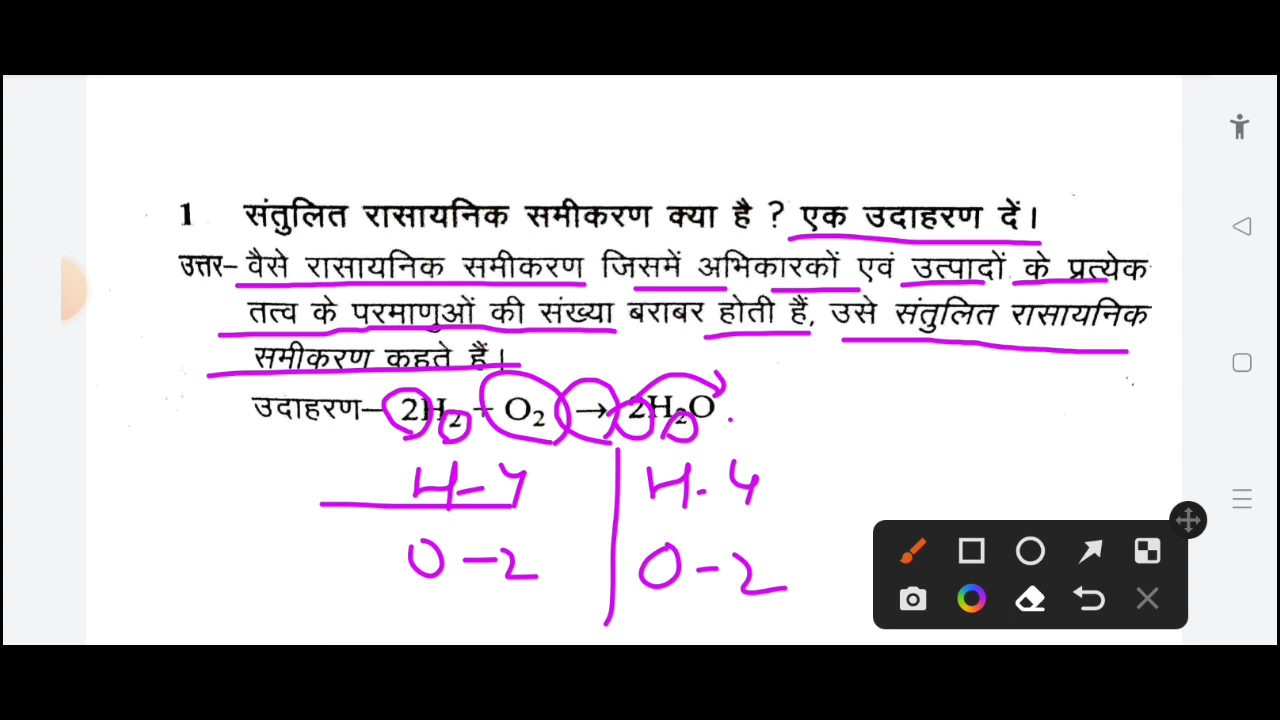 1 संतुलित रासायनिक समीकरण क्या है ? एक उदाहरण दें।
उत्तर– वैसे रासायनिक समीकरण जिसमें अभिकारकों एवं उत्पादों के प्रत्येक
तत्व के परमाणुओं की संख्या बराबर होती हैं, उसे संतुलित रासायनिक
समीकरण कहते हैं।
उदाहरण– 2H₂ + O₂ → 2H₂O
H-4 H-4
O-2 O-2